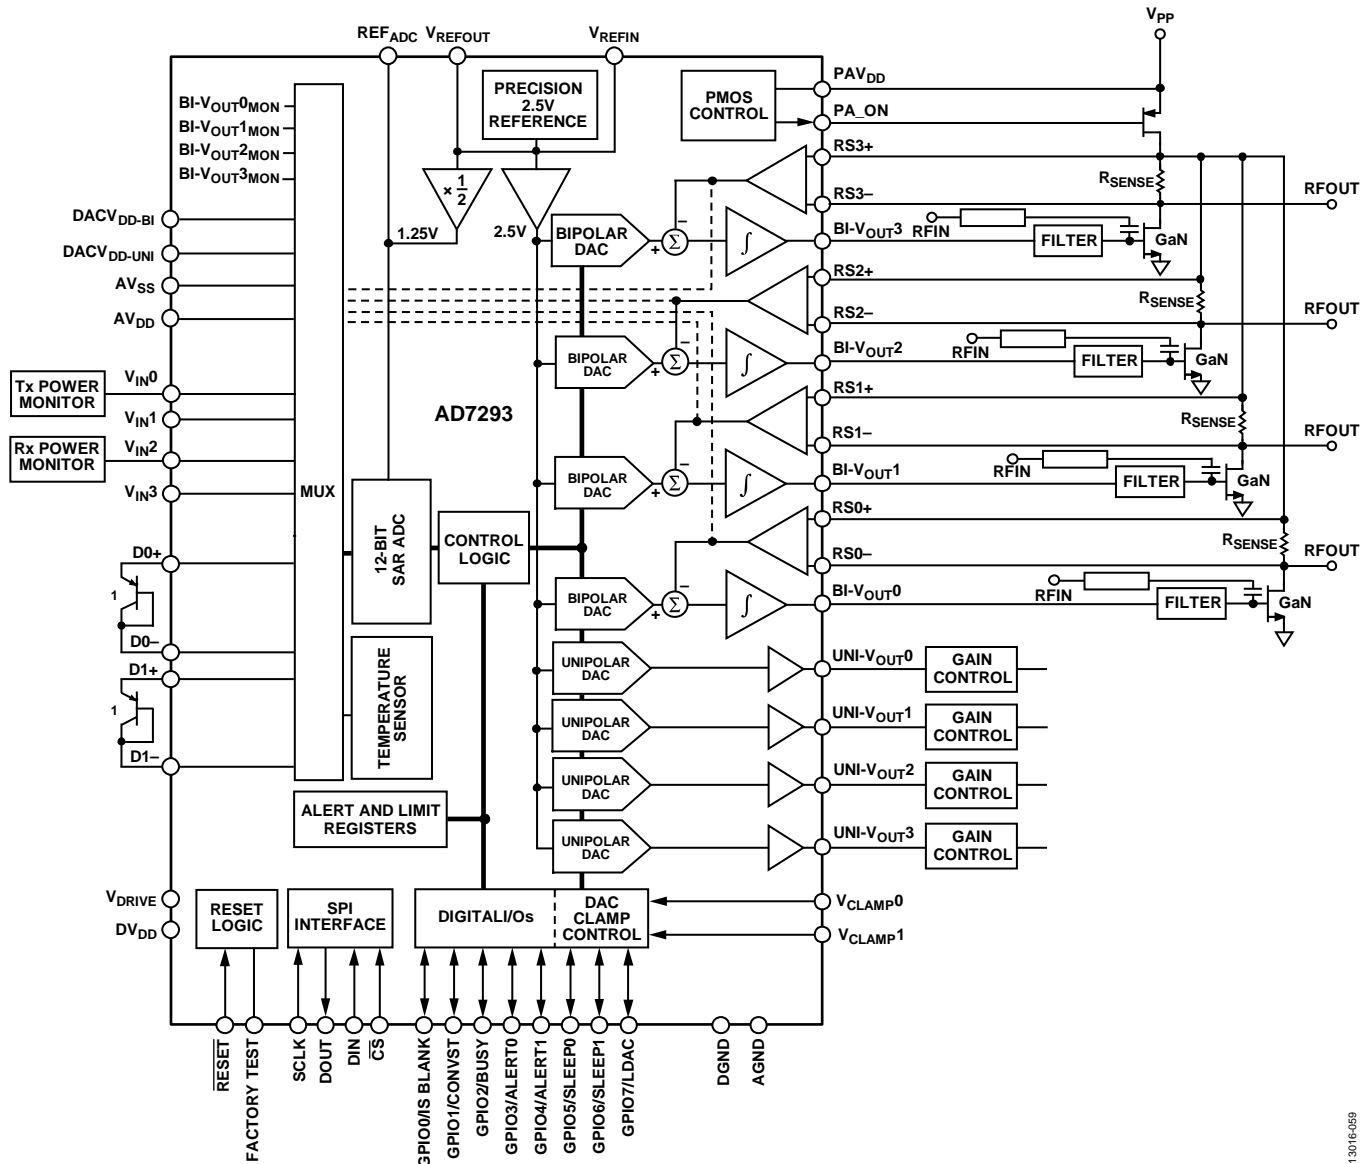 VPP
REFADC VREFOUT VREFIN
PRECISION
2.5V
REFERENCE
PMOS
CONTROL
PAVDD
PA_ON
BI-VOUT0MON
BI-VOUT1MON
BI-VOUT2MON
BI-VOUT3MON
× 1/2
1.25V
2.5V
RS3+
RS3–
RSENSE
RFOUT
BIPOLAR
DAC
+
–
Σ
∫
BI-VOUT3
RFIN
FILTER
GaN
DACVDD-BI
DACVDD-UNI
AVSS
AVDD
RS2+
RS2–
RSENSE
RFOUT
BIPOLAR
DAC
+
–
Σ
∫
BI-VOUT2
RFIN
FILTER
GaN
Tx POWER
MONITOR
VIN0
VIN1
Rx POWER
MONITOR
VIN2
VIN3
MUX
AD7293
RS1+
RS1–
RSENSE
RFOUT
BIPOLAR
DAC
+
–
Σ
∫
BI-VOUT1
RFIN
FILTER
GaN
12-BIT
SAR ADC
CONTROL
LOGIC
RS0+
RS0–
RSENSE
RFOUT
BIPOLAR
DAC
+
–
Σ
∫
BI-VOUT0
RFIN
FILTER
GaN
D0+
1
D0–
D1+
1
D1–
TEMPERATURE
SENSOR
UNIPOLAR
DAC
UNI-VOUT0
GAIN
CONTROL
UNIPOLAR
DAC
UNI-VOUT1
GAIN
CONTROL
UNIPOLAR
DAC
UNI-VOUT2
GAIN
CONTROL
UNIPOLAR
DAC
UNI-VOUT3
GAIN
CONTROL
ALERT AND LIMIT
REGISTERS
VDRIVE
DVDD
RESET
LOGIC
SPI
INTERFACE
DIGITALI/Os
DAC
CLAMP
CONTROL
VCLAMP0
VCLAMP1
RESET
FACTORY TEST
SCLK
DOUT
DIN
CS
GPIO0/IS BLANK
GPIO1/CONVST
GPIO2/BUSY
GPIO3/ALERT0
GPIO4/ALERT1
GPIO5/SLEEP0
GPIO6/SLEEP1
GPIO7/LDAC
DGND
AGND
13016-059